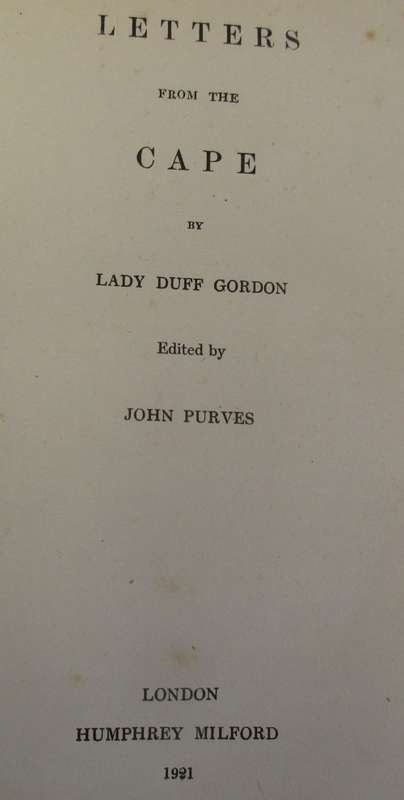 LETTERS
FROM THE
CAPE
BY
LADY DUFF GORDON
Edited by
JOHN PURVES
LONDON
HUMPHREY MILFORD
1921